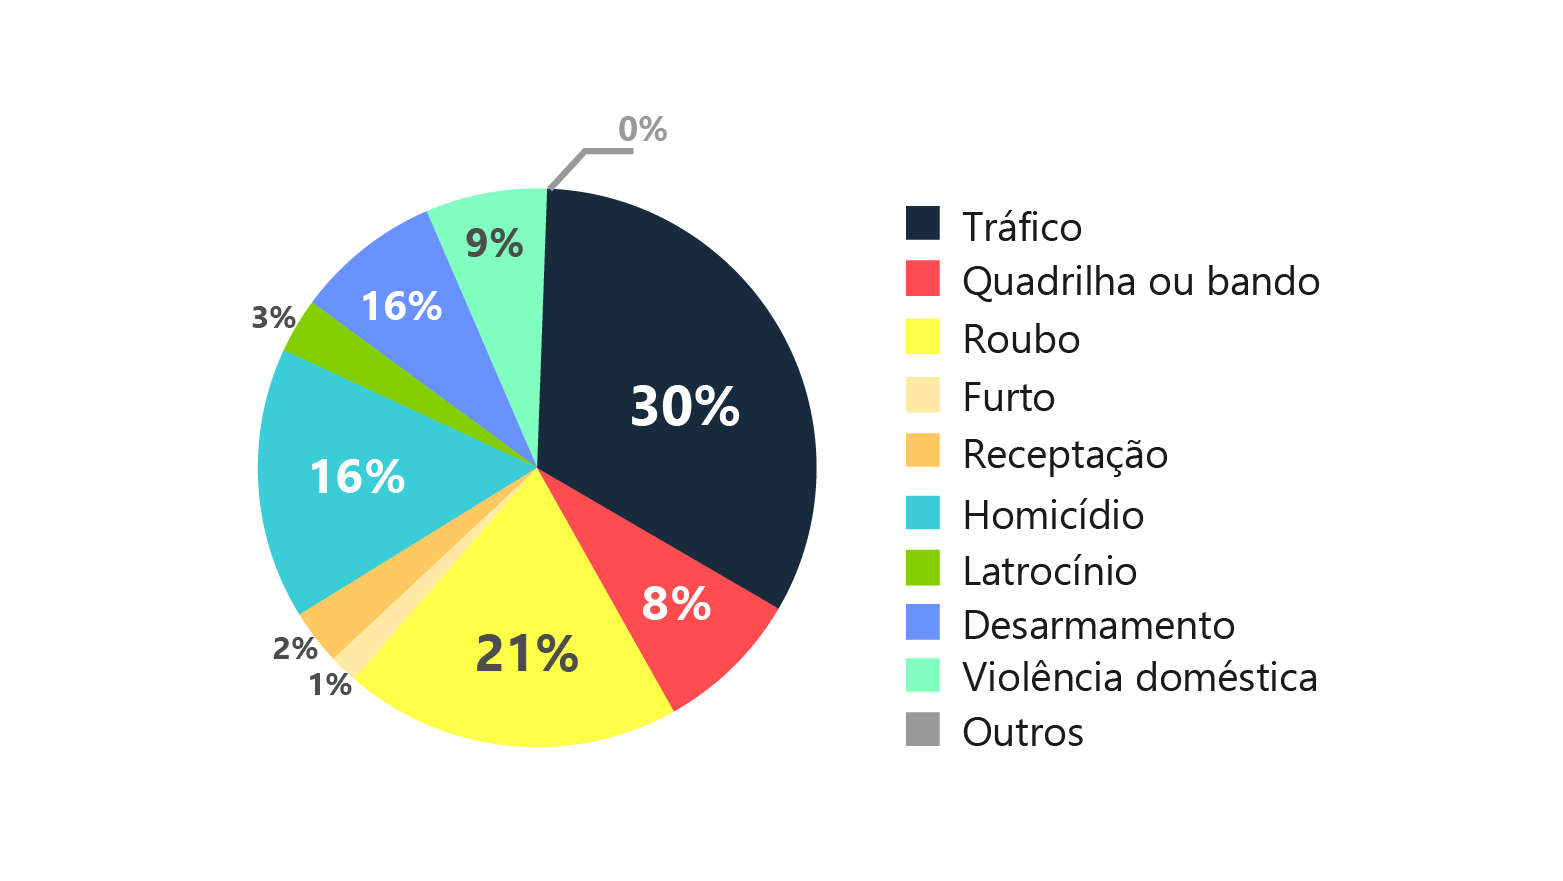 0%
9%
16%
3%
30%
16%
8%
21%
2%
1%
Tráfico
Quadrilha ou bando
Roubo
Furto
Receptação
Homicídio
Latrocínio
Desarmamento
Violência doméstica
Outros